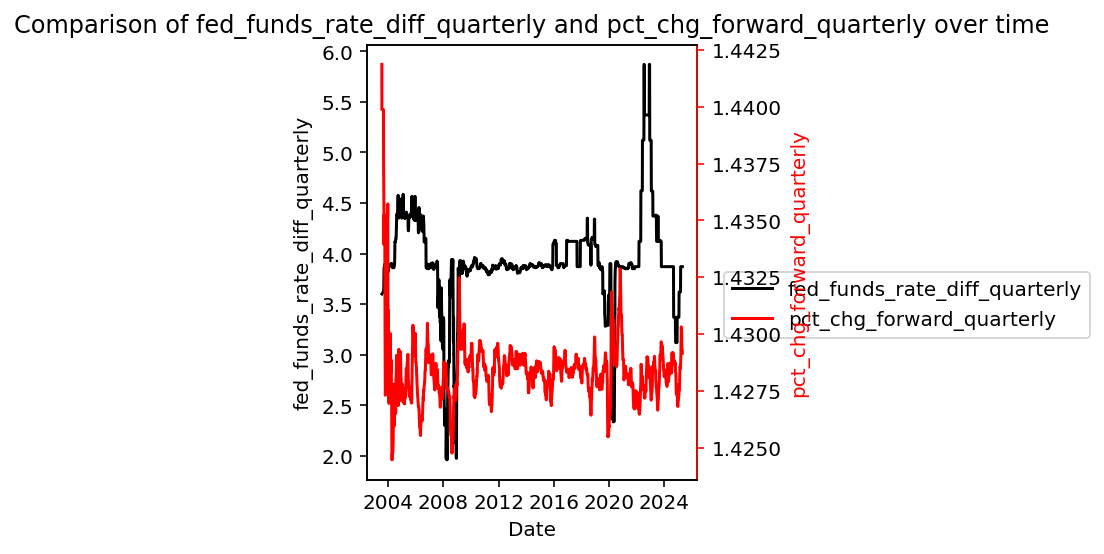 Comparison of fed_funds_rate_diff_quarterly and pct_chg_forward_quarterly over time
fed_funds_rate_diff_quarterly
6.0
5.5
5.0
4.5
4.0
3.5
3.0
2.5
2.0
2004 2008 2012 2016 2020 2024
Date
1.4425
1.4400
1.4375
1.4350
1.4325
1.4300
1.4275
1.4250
pct_chg_forward_quarterly
fed_funds_rate_diff_quarterly
pct_chg_forward_quarterly